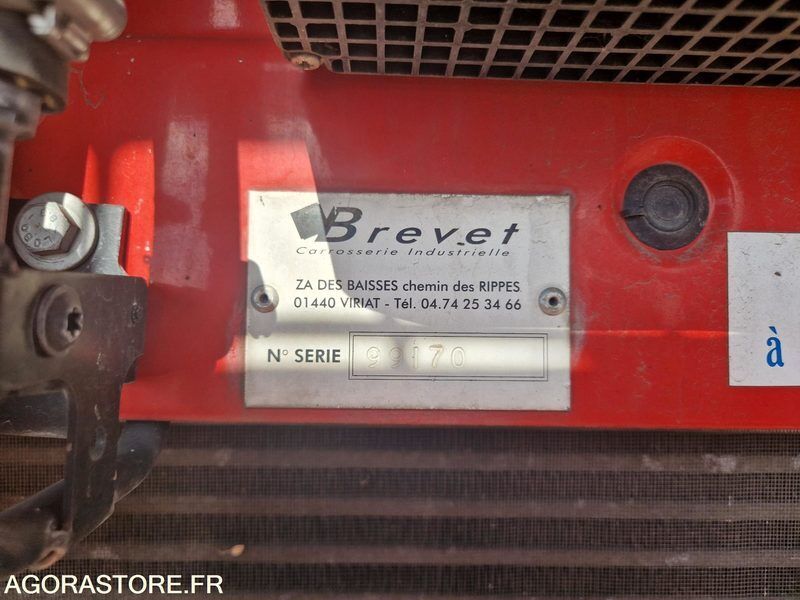 Brevet
Carrosserie Industrielle
ZA DES BAISSES chemin des RIPPES
01440 VIRIAT - Tél. 04.74 25 34 66
N° SERIE 99170
à
AGORASTORE.FR